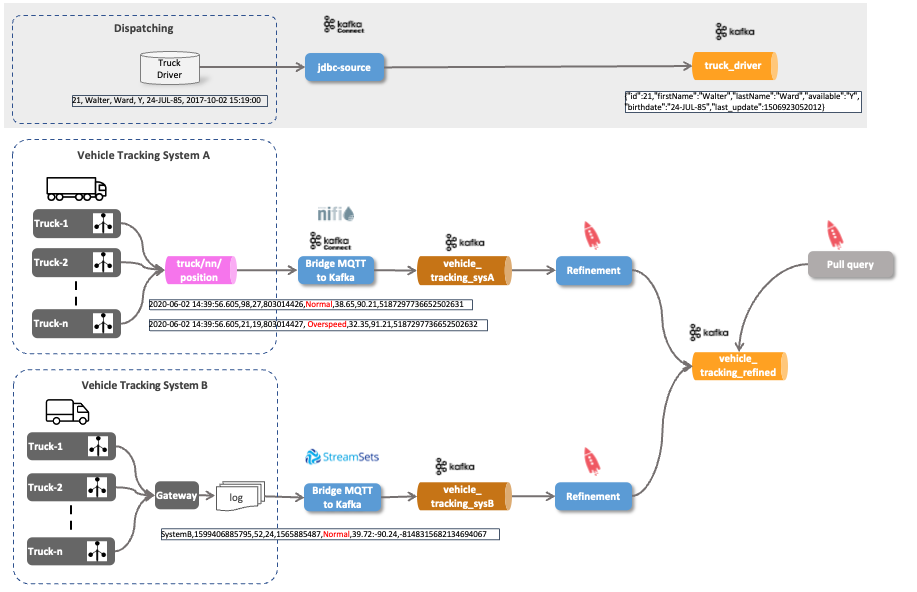 Dispatching
kafka
Connect
kafka
Truck
Driver
jdbc-source
truck_driver
21, Walter, Ward, Y, 24-JUL-85, 2017-10-02 15:19:00
{"id":21,"firstName":"Walter","lastName":"Ward","available":"Y",
"birthdate":"24-JUL-85","last_update":1506923052012}
Vehicle Tracking System A
Truck-1
Truck-2
Truck-n
truck/nn/
position
nifi
kafka
Connect
Bridge MQTT
to Kafka
kafka
vehicle_
tracking_sysA
Refinement
Pull query
2020-06-02 14:39:56.605,98,27,803014426,Normal,38.65,90.21,5187297736652502631
2020-06-02 14:39:56.605,21,19,803014427, Overspeed,32.35,91.21,5187297736652502632
kafka
vehicle_
tracking_refined
Vehicle Tracking System B
Truck-1
Truck-2
Truck-n
Gateway
log
StreamSets
Bridge MQTT
to Kafka
kafka
vehicle_
tracking_sysB
Refinement
SystemB,1599406885795,52,24,1565885487,Normal,39.72:-90.24,-8148315682134694067